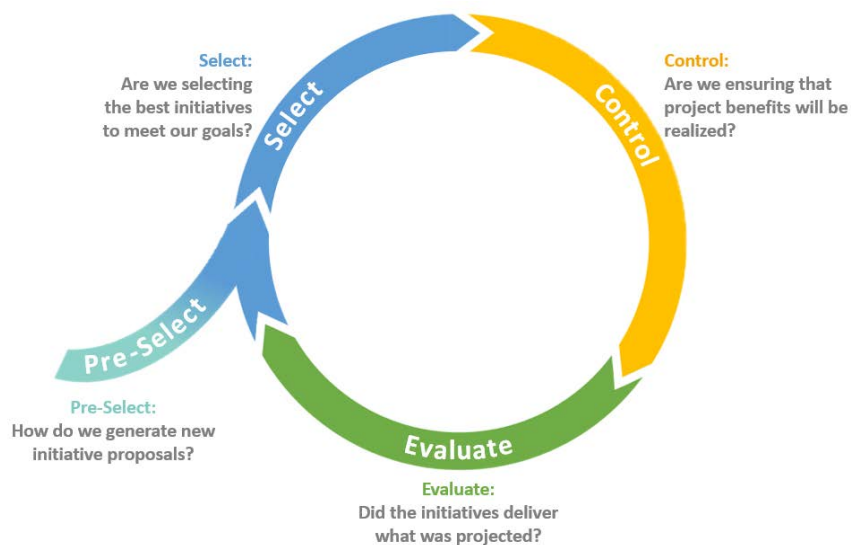 Select:
Are we selecting
the best initiatives
to meet our goals?
Select
Control
Control:
Are we ensuring that
project benefits will be
realized?
Pre-Select
Pre-Select:
How do we generate new
initiative proposals?
Evaluate
Evaluate:
Did the initiatives deliver
what was projected?